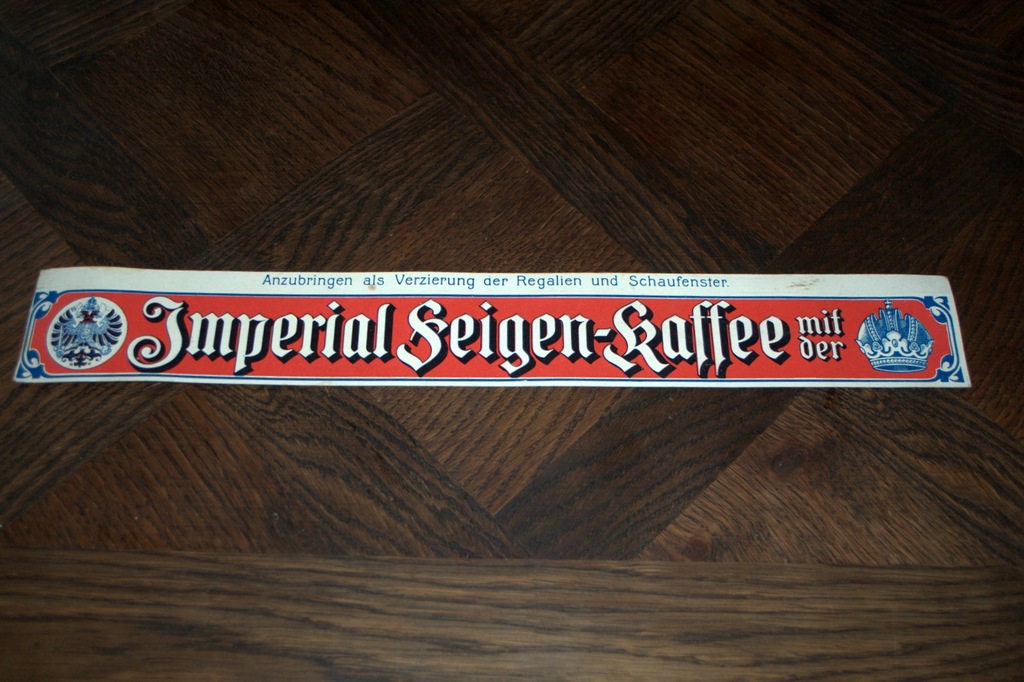 Anzubringen als Verzierung der Regalien und Schaufenster.
Imperial Feigen-Kaffee mit
der